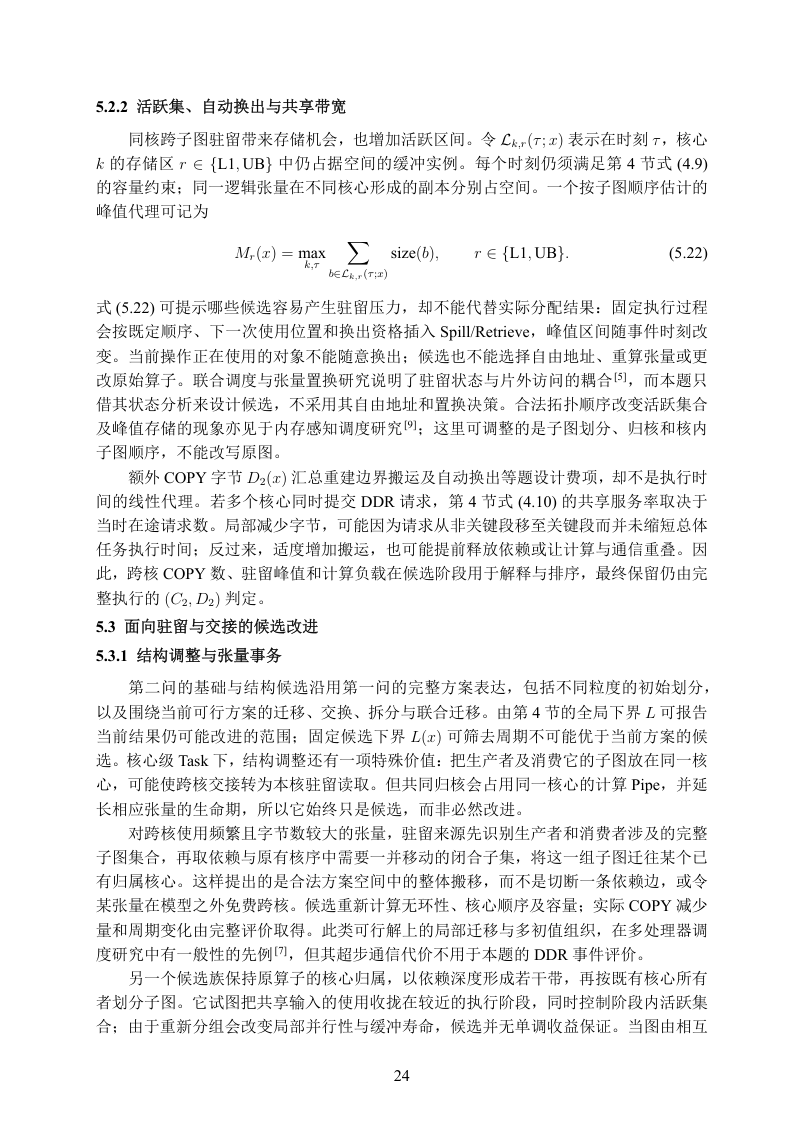 5.2.2 活跃集、自动换出与共享带宽
同核跨子图驻留带来存储机会，也增加活跃区间。令 𝓛k,r(τ; x) 表示在时刻 τ，核心
k 的存储区 r ∈ {L1, UB} 中仍占据空间的缓冲实例。每个时刻仍须满足第 4 节式 (4.9)
的容量约束；同一逻辑张量在不同核心形成的副本分别占空间。一个按子图顺序估计的
峰值代理可记为
Mr(x) = max k,τ ∑ b∈𝓛k,r(τ;x) size(b), r ∈ {L1, UB}. (5.22)
式 (5.22) 可提示哪些候选容易产生驻留压力，却不能代替实际分配结果：固定执行过程
会按既定顺序、下一次使用位置和换出资格插入 Spill/Retrieve，峰值区间随事件时刻改
变。当前操作正在使用的对象不能随意换出；候选也不能选择自由地址、重算张量或更
改原始算子。联合调度与张量置换研究说明了驻留状态与片外访问的耦合[5]，而本题只
借其状态分析来设计候选，不采用其自由地址和置换决策。合法拓扑顺序改变活跃集合
及峰值存储的现象亦见于内存感知调度研究[9]；这里可调整的是子图划分、归核和核内
子图顺序，不能改写原图。
额外 COPY 字节 D2(x) 汇总重建边界搬运及自动换出等题设计费项，却不是执行时
间的线性代理。若多个核心同时提交 DDR 请求，第 4 节式 (4.10) 的共享服务率取决于
当时在途请求数。局部减少字节，可能因为请求从非关键段移至关键段而并未缩短总体
任务执行时间；反过来，适度增加搬运，也可能提前释放依赖或让计算与通信重叠。因
此，跨核 COPY 数、驻留峰值和计算负载在候选阶段用于解释与排序，最终保留仍由完
整执行的 (C2, D2) 判定。
5.3 面向驻留与交接的候选改进
5.3.1 结构调整与张量事务
第二问的基础与结构候选沿用第一问的完整方案表达，包括不同粒度的初始划分，
以及围绕当前可行方案的迁移、交换、拆分与联合迁移。由第 4 节的全局下界 L 可报告
当前结果仍可能改进的范围；固定候选下界 L(x) 可筛去周期不可能优于当前方案的候
选。核心级 Task 下，结构调整还有一项特殊价值：把生产者及消费它的子图放在同一核
心，可能使跨核交接转为本核驻留读取。但共同归核会占用同一核心的计算 Pipe，并延
长相应张量的生命期，所以它始终只是候选，而非必然改进。
对跨核使用频繁且字节数较大的张量，驻留来源先识别生产者和消费者涉及的完整
子图集合，再取依赖与原有核序中需要一并移动的闭合子集，将这一组子图迁往某个已
有归属核心。这样提出的是合法方案空间中的整体搬移，而不是切断一条依赖边，或令
某张量在模型之外免费跨核。候选重新计算无环性、核心顺序及容量；实际 COPY 减少
量和周期变化由完整评价取得。此类可行解上的局部迁移与多初值组织，在多处理器调
度研究中有一般性的先例[7]，但其超步通信代价不用于本题的 DDR 事件评价。
另一个候选族保持原算子的核心归属，以依赖深度形成若干带，再按既有核心所有
者划分子图。它试图把共享输入的使用收拢在较近的执行阶段，同时控制阶段内活跃集
合；由于重新分组会改变局部并行性与缓冲寿命，候选并无单调收益保证。当图由相互
24